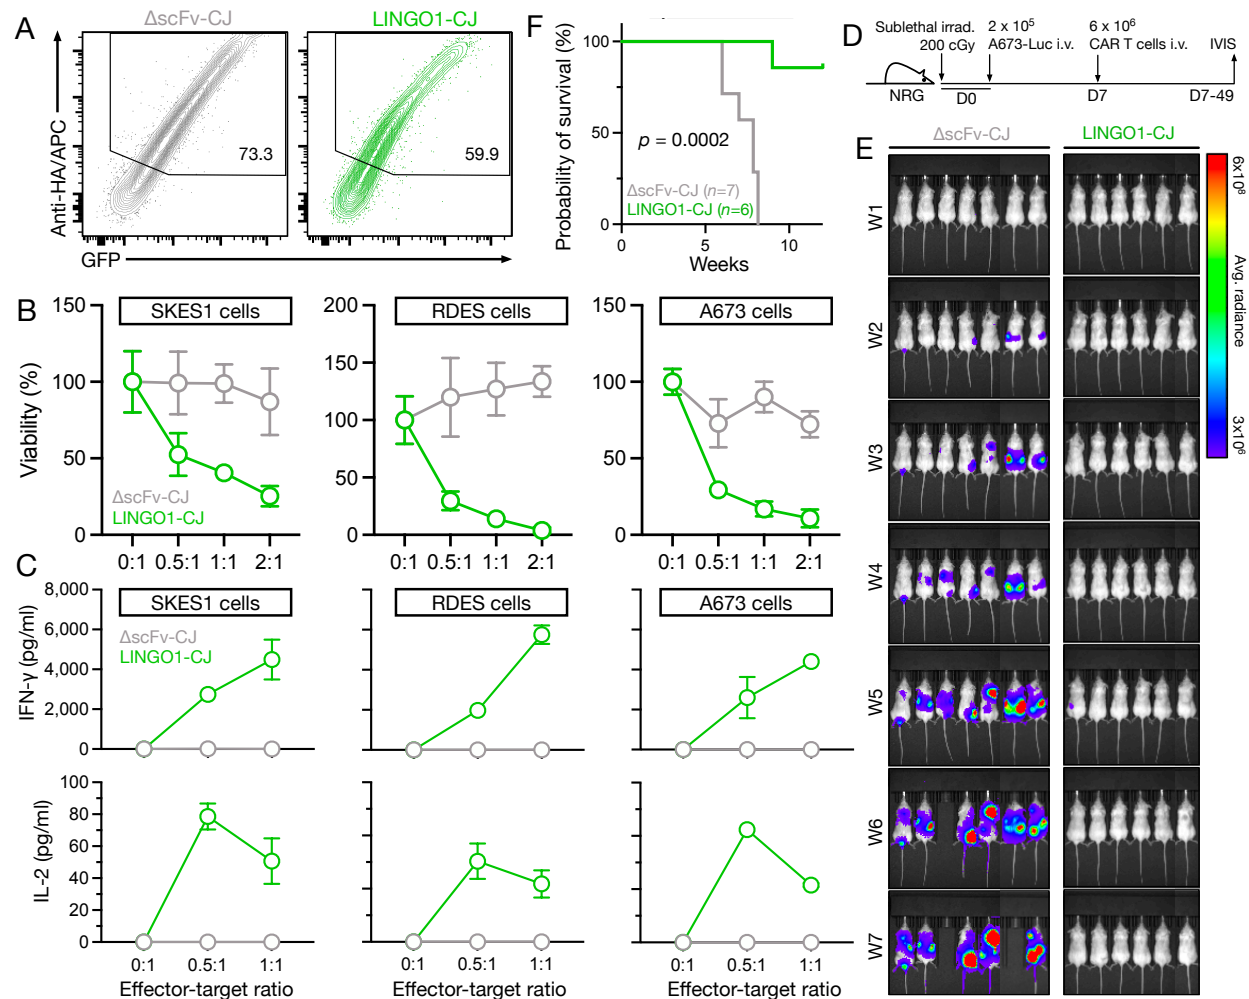 A
ΔscFv-CJ
LINGO1-CJ
Anti-HA/APC
73.3
59.9
GFP
F
Probability of survival (%)
100
50
0
p = 0.0002
ΔscFv-CJ (n=7)
LINGO1-CJ (n=6)
0 5 10
Weeks
D
Sublethal irrad.
200 cGy
2 x 10⁵
A673-Luc i.v.
6 x 10⁶
CAR T cells i.v.
IVIS
NRG
D0
D7
D7-49
B
Viability (%)
SKES1 cells
150
100
50
0
ΔscFv-CJ
LINGO1-CJ
0:1 0.5:1 1:1 2:1
RDES cells
200
150
100
50
0
0:1 0.5:1 1:1 2:1
A673 cells
150
100
50
0
0:1 0.5:1 1:1 2:1
C
IFN-γ (pg/ml)
8,000
6,000
4,000
2,000
0
SKES1 cells
ΔscFv-CJ
LINGO1-CJ
RDES cells
A673 cells
IL-2 (pg/ml)
100
80
60
40
20
0
0:1 0.5:1 1:1
Effector-target ratio
0:1 0.5:1 1:1
Effector-target ratio
0:1 0.5:1 1:1
Effector-target ratio
E
ΔscFv-CJ
LINGO1-CJ
W1
W2
W3
W4
W5
W6
W7
6x10⁸
Avg. radiance
3x10⁶